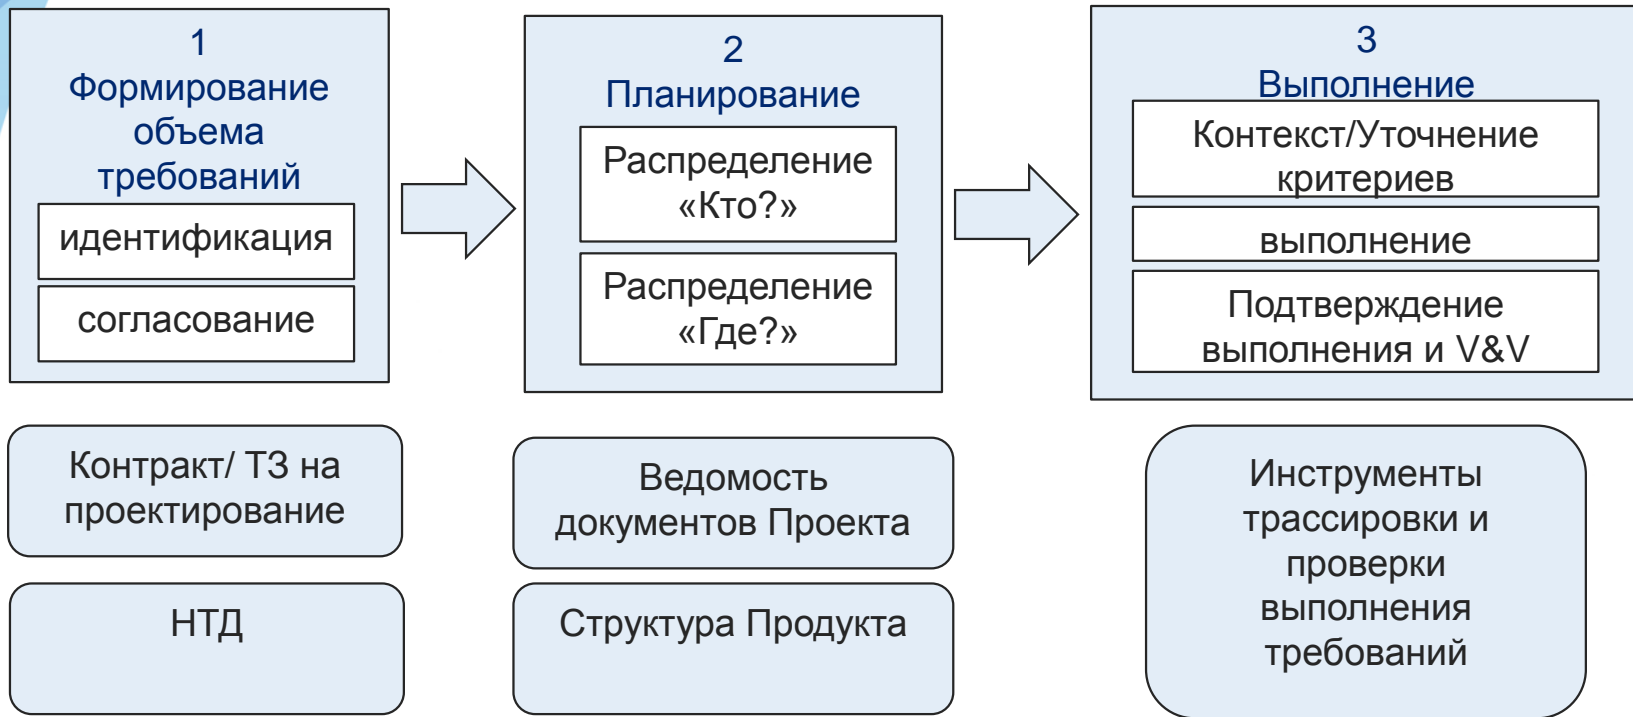 1
Формирование
объема
требований
идентификация
согласование
2
Планирование
Распределение
«Кто?»
Распределение
«Где?»
3
Выполнение
Контекст/Уточнение
критериев
выполнение
Подтверждение
выполнения и V&V
Контракт/ ТЗ на
проектирование
НТД
Ведомость
документов Проекта
Структура Продукта
Инструменты
трассировки и
проверки
выполнения
требований